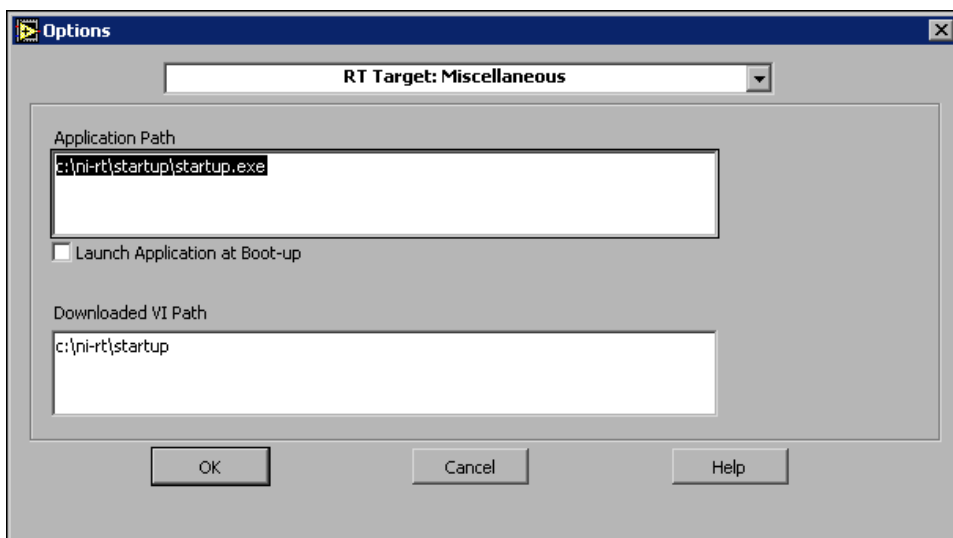 Options
RT Target: Miscellaneous
Application Path
c:\ni-rt\startup\startup.exe
Launch Application at Boot-up
Downloaded VI Path
c:\ni-rt\startup
OK Cancel Help